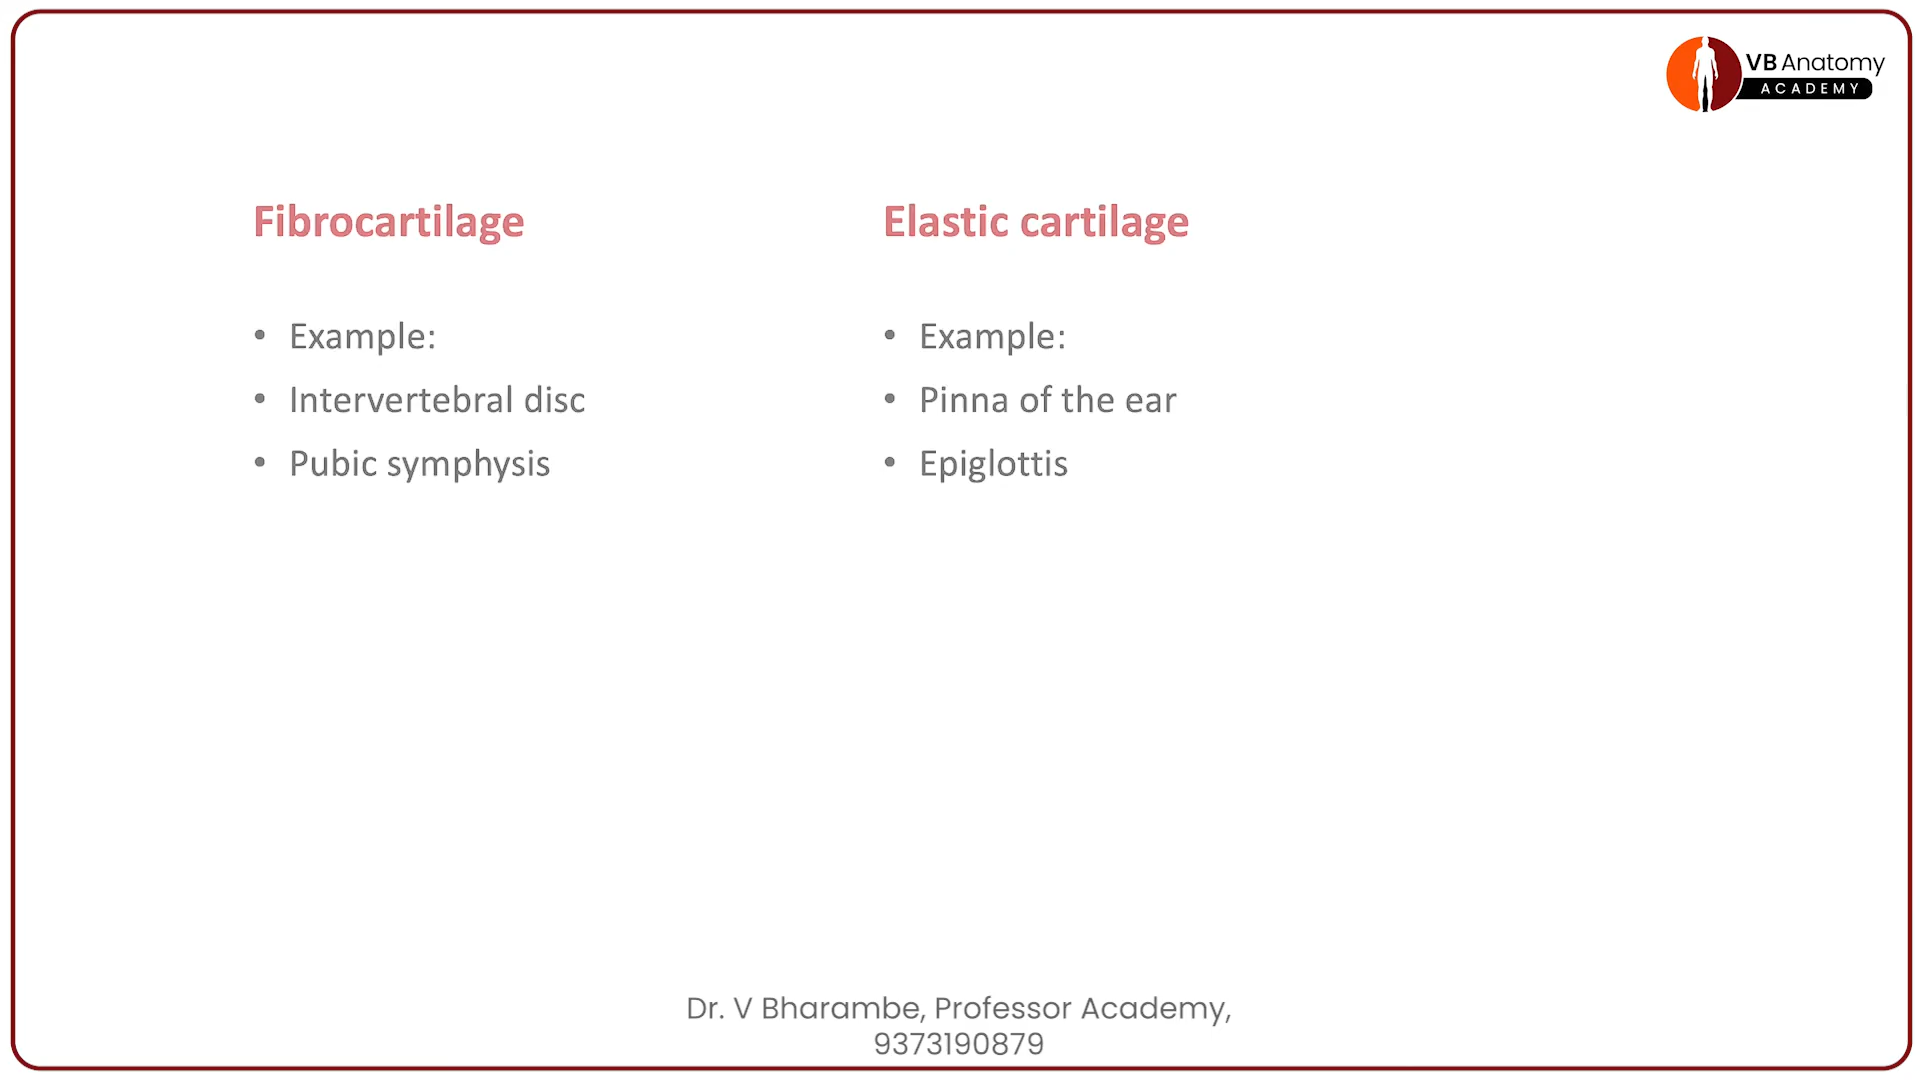 VB Anatomy
ACADEMY
Fibrocartilage
• Example:
• Intervertebral disc
• Pubic symphysis
Elastic cartilage
• Example:
• Pinna of the ear
• Epiglottis
Dr. V Bharambe, Professor Academy,
9373190879